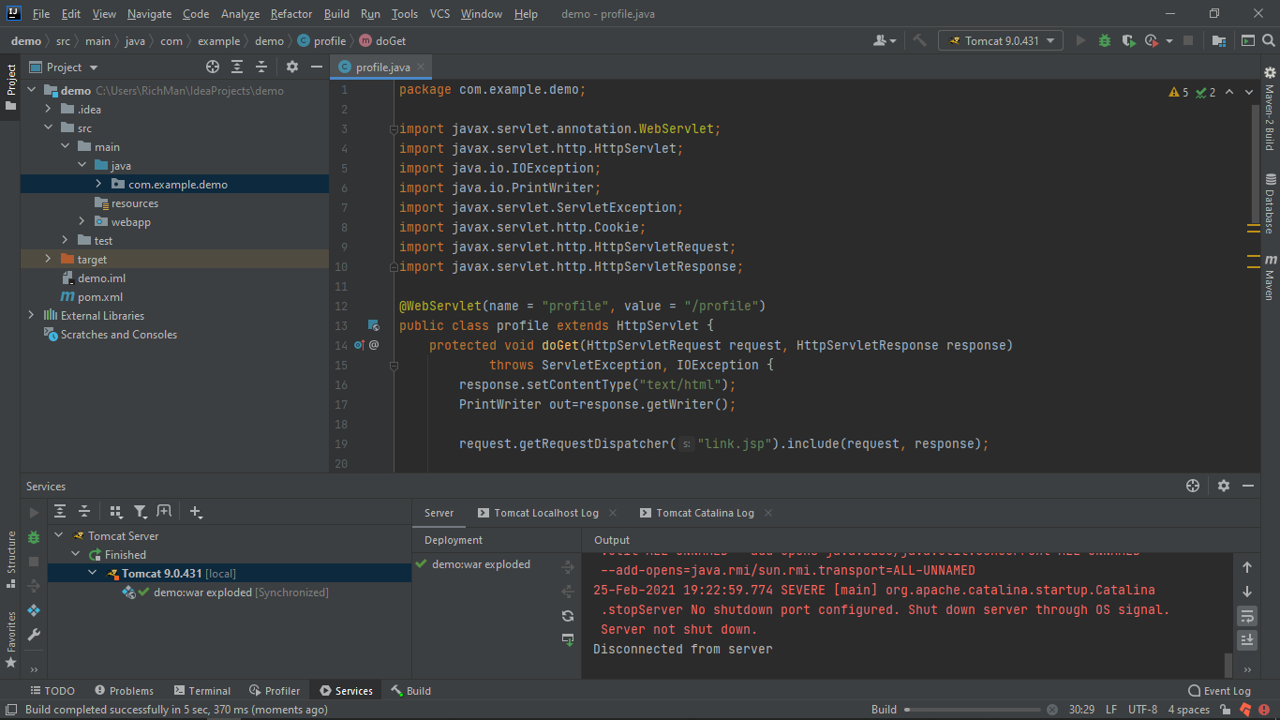 File Edit View Navigate Code Analyze Refactor Build Run Tools VCS Window Help demo - profile.java
demo src main java com example demo profile doGet Tomcat 9.0.431
Project
Project
profile.java
demo C:\Users\RichMan\IdeaProjects\demo
.idea
src
main
java
com.example.demo
resources
webapp
test
target
demo.iml
pom.xml
External Libraries
Scratches and Consoles
5 2
1 package com.example.demo;
2
3 import javax.servlet.annotation.WebServlet;
4 import javax.servlet.http.HttpServlet;
5 import java.io.IOException;
6 import java.io.PrintWriter;
7 import javax.servlet.ServletException;
8 import javax.servlet.http.Cookie;
9 import javax.servlet.http.HttpServletRequest;
10 import javax.servlet.http.HttpServletResponse;
11
12 @WebServlet(name = "profile", value = "/profile")
13 public class profile extends HttpServlet {
14 @ protected void doGet(HttpServletRequest request, HttpServletResponse response)
15 throws ServletException, IOException {
16 response.setContentType("text/html");
17 PrintWriter out=response.getWriter();
18
19 request.getRequestDispatcher( s: "link.jsp").include(request, response);
20
Maven-2 Build
Database
Maven
Structure
Favorites
Services
Tomcat Server
Finished
Tomcat 9.0.431 [local]
demo:war exploded [Synchronized]
Server Tomcat Localhost Log Tomcat Catalina Log
Deployment
demo:war exploded
Output
--add-opens=java.rmi/sun.rmi.transport=ALL-UNNAMED
25-Feb-2021 19:22:59.774 SEVERE [main] org.apache.catalina.startup.Catalina
.stopServer No shutdown port configured. Shut down server through OS signal.
Server not shut down.
Disconnected from server
TODO Problems Terminal Profiler Services Build Event Log
Build completed successfully in 5 sec, 370 ms (moments ago) Build 30:29 LF UTF-8 4 spaces